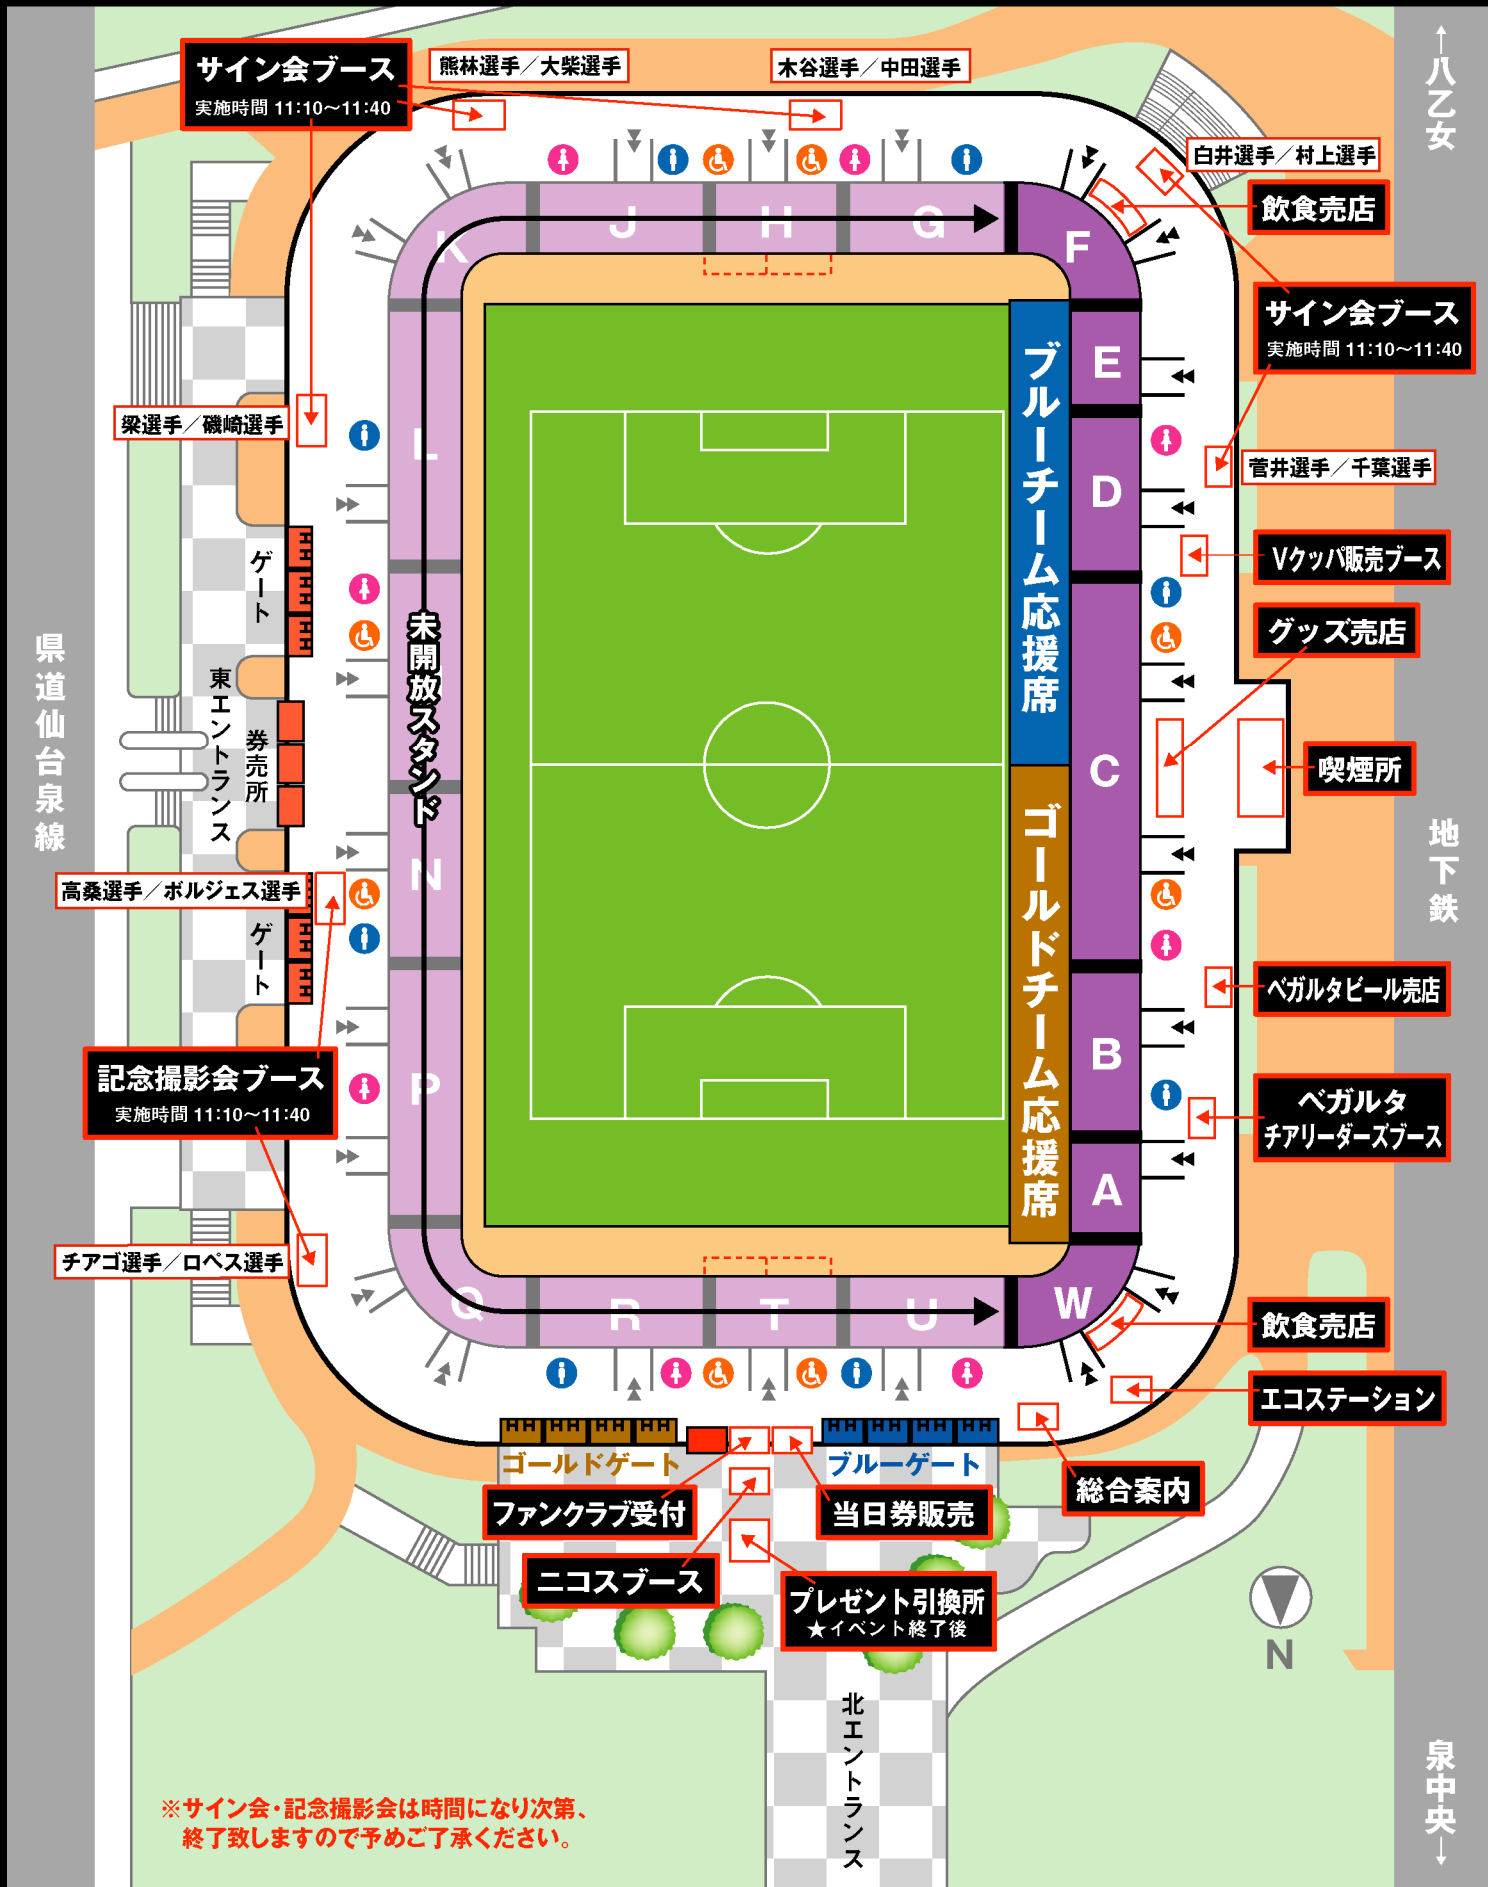 サイン会ブース
実施時間 11:10〜11:40
熊林選手／大柴選手
木谷選手／中田選手
←八乙女
白井選手／村上選手
飲食売店
J
H
G
K
F
サイン会ブース
実施時間 11:10〜11:40
E
ブルーチーム応援席
梁選手／磯崎選手
L
D
菅井選手／千葉選手
Vクッパ販売ブース
ゲート
未開放スタンド
グッズ売店
県道仙台泉線
東エントランス
券売所
C
喫煙所
地下鉄
ゴールドチーム応援席
高桑選手／ボルジェス選手
N
ゲート
ベガルタビール売店
B
記念撮影会ブース
実施時間 11:10〜11:40
P
ベガルタ
チアリーダーズブース
A
チアゴ選手／ロペス選手
Q
R
T
U
W
飲食売店
エコステーション
ゴールドゲート
ブルーゲート
総合案内
ファンクラブ受付
当日券販売
ニコスブース
プレゼント引換所
★イベント終了後
N
北エントランス
泉中央→
※サイン会・記念撮影会は時間になり次第、
終了致しますので予めご了承ください。